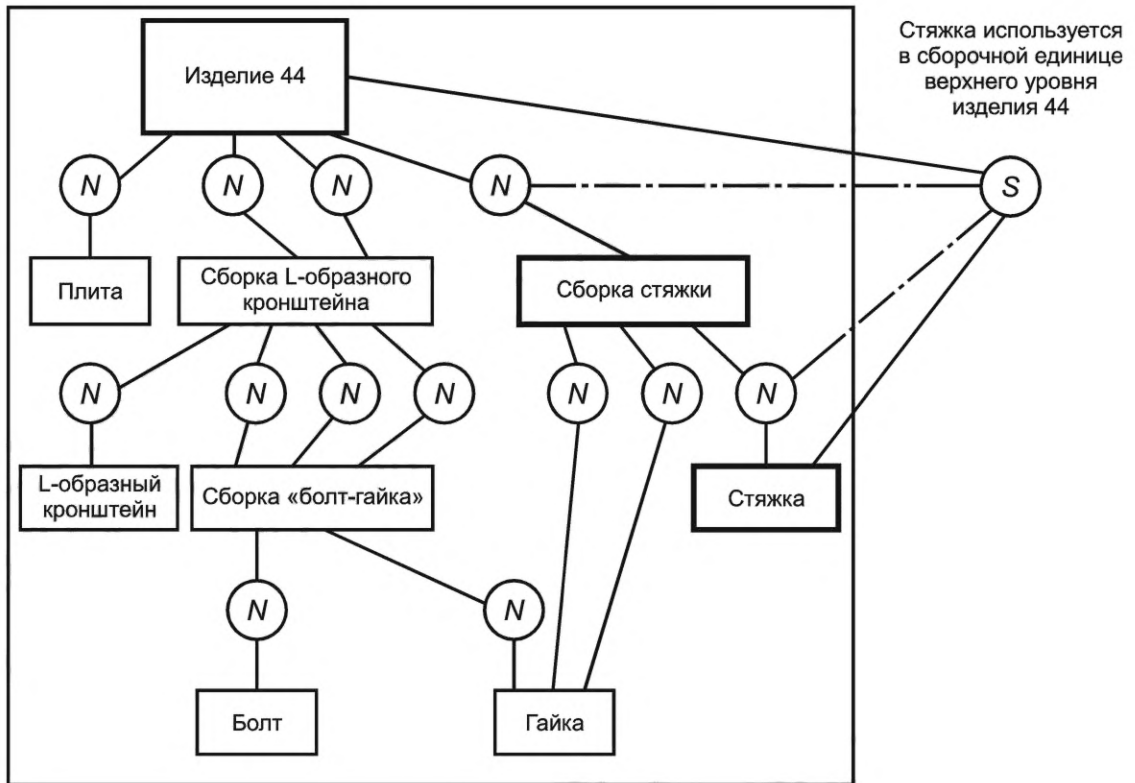 Изделие 44
Стяжка используется
в сборочной единице
верхнего уровня
изделия 44
N
N
N
N
S
Плита
Сборка L-образного
кронштейна
Сборка стяжки
N
N
N
N
N
N
N
L-образный
кронштейн
Сборка «болт-гайка»
Стяжка
N
N
Болт
Гайка